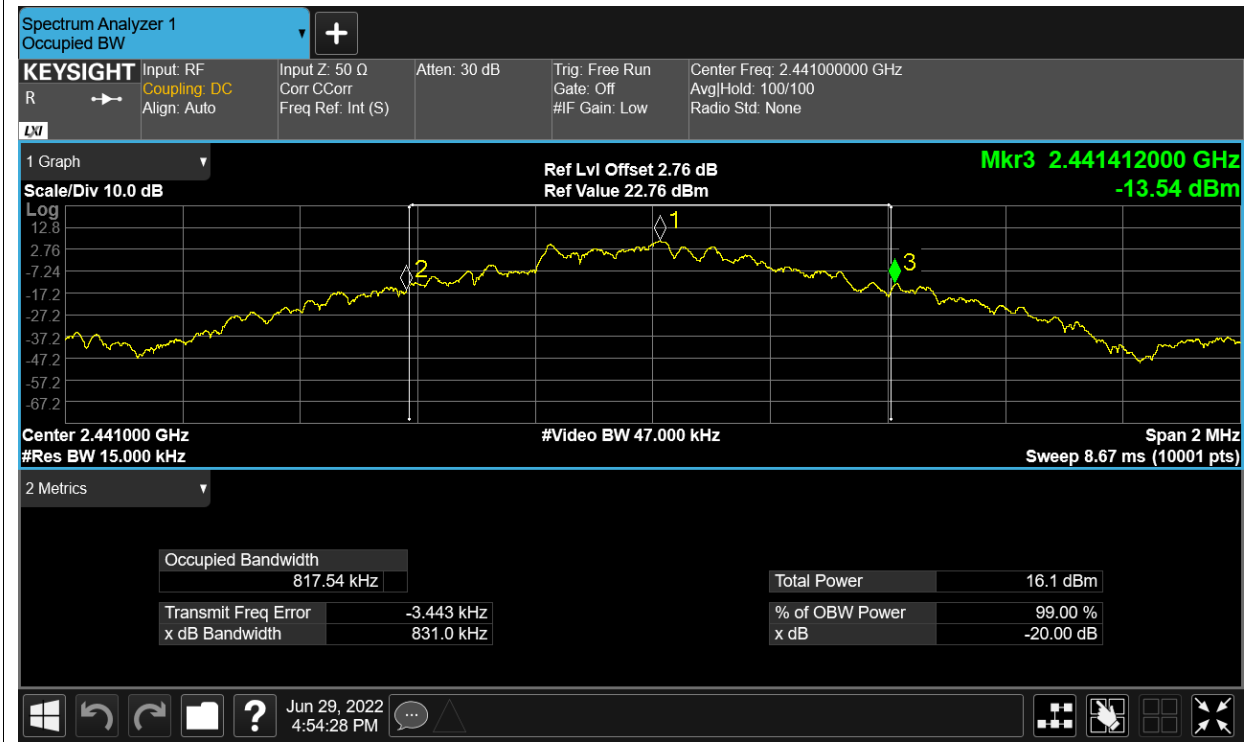 Spectrum Analyzer 1
Occupied BW
KEYSIGHT
R
LXI
Input: RF
Coupling: DC
Align: Auto
Input Z: 50 Ω
Corr CCorr
Freq Ref: Int (S)
Atten: 30 dB
Trig: Free Run
Gate: Off
#IF Gain: Low
Center Freq: 2.441000000 GHz
Avg|Hold: 100/100
Radio Std: None
1 Graph
Scale/Div 10.0 dB
Ref Lvl Offset 2.76 dB
Ref Value 22.76 dBm
Mkr3 2.441412000 GHz
-13.54 dBm
Log
12.8
2.76
-7.24
-17.2
-27.2
-37.2
-47.2
-57.2
-67.2
1
2
3
Center 2.441000 GHz
#Res BW 15.000 kHz
#Video BW 47.000 kHz
Span 2 MHz
Sweep 8.67 ms (10001 pts)
2 Metrics
Occupied Bandwidth
817.54 kHz
Transmit Freq Error -3.443 kHz
x dB Bandwidth 831.0 kHz
Total Power 16.1 dBm
% of OBW Power 99.00 %
x dB -20.00 dB
?
Jun 29, 2022
4:54:28 PM